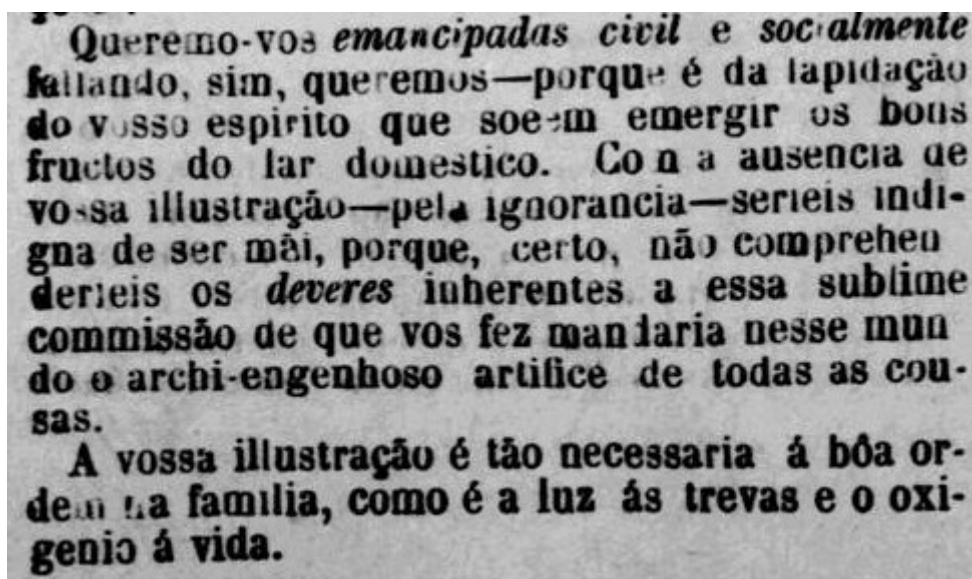 Queremo-vos emancipadas civil e socialmente
fallando, sim, queremos—porque é da lapidação
do vosso espirito que soem emergir os bons
fructos do lar domestico. Con a ausencia de
vossa illustração—pela ignorancia—serieis indi-
gna de ser mãi, porque, certo, não comprehen
derieis os deveres inherentes a essa sublime
commissão de que vos fez mandaria nesse mun
do o archi-engenhoso artifice de todas as cou-
sas.
A vossa illustração é tão necessaria á bôa or-
dem na familia, como é a luz ás trevas e o oxi-
genio á vida.